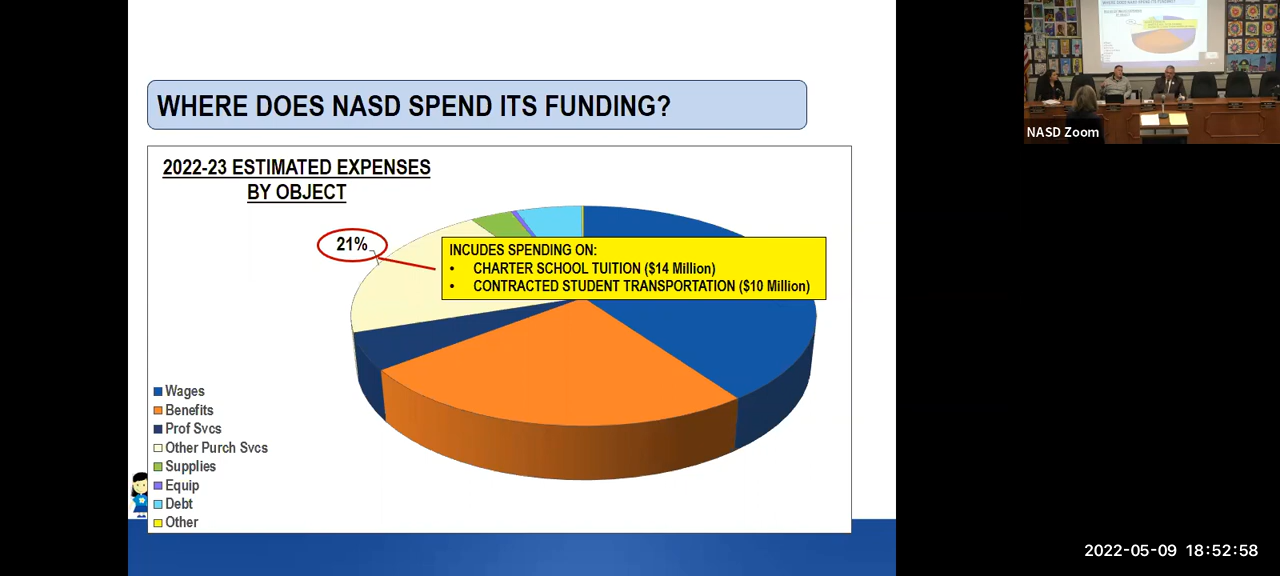 WHERE DOES NASD SPEND ITS FUNDING?
2022-23 ESTIMATED EXPENSES
BY OBJECT
21%
INCUDES SPENDING ON:
• CHARTER SCHOOL TUITION ($14 Million)
• CONTRACTED STUDENT TRANSPORTATION ($10 Million)
Wages
Benefits
Prof Svcs
Other Purch Svcs
Supplies
Equip
Debt
Other
NASD Zoom
2022-05-09 18:52:58